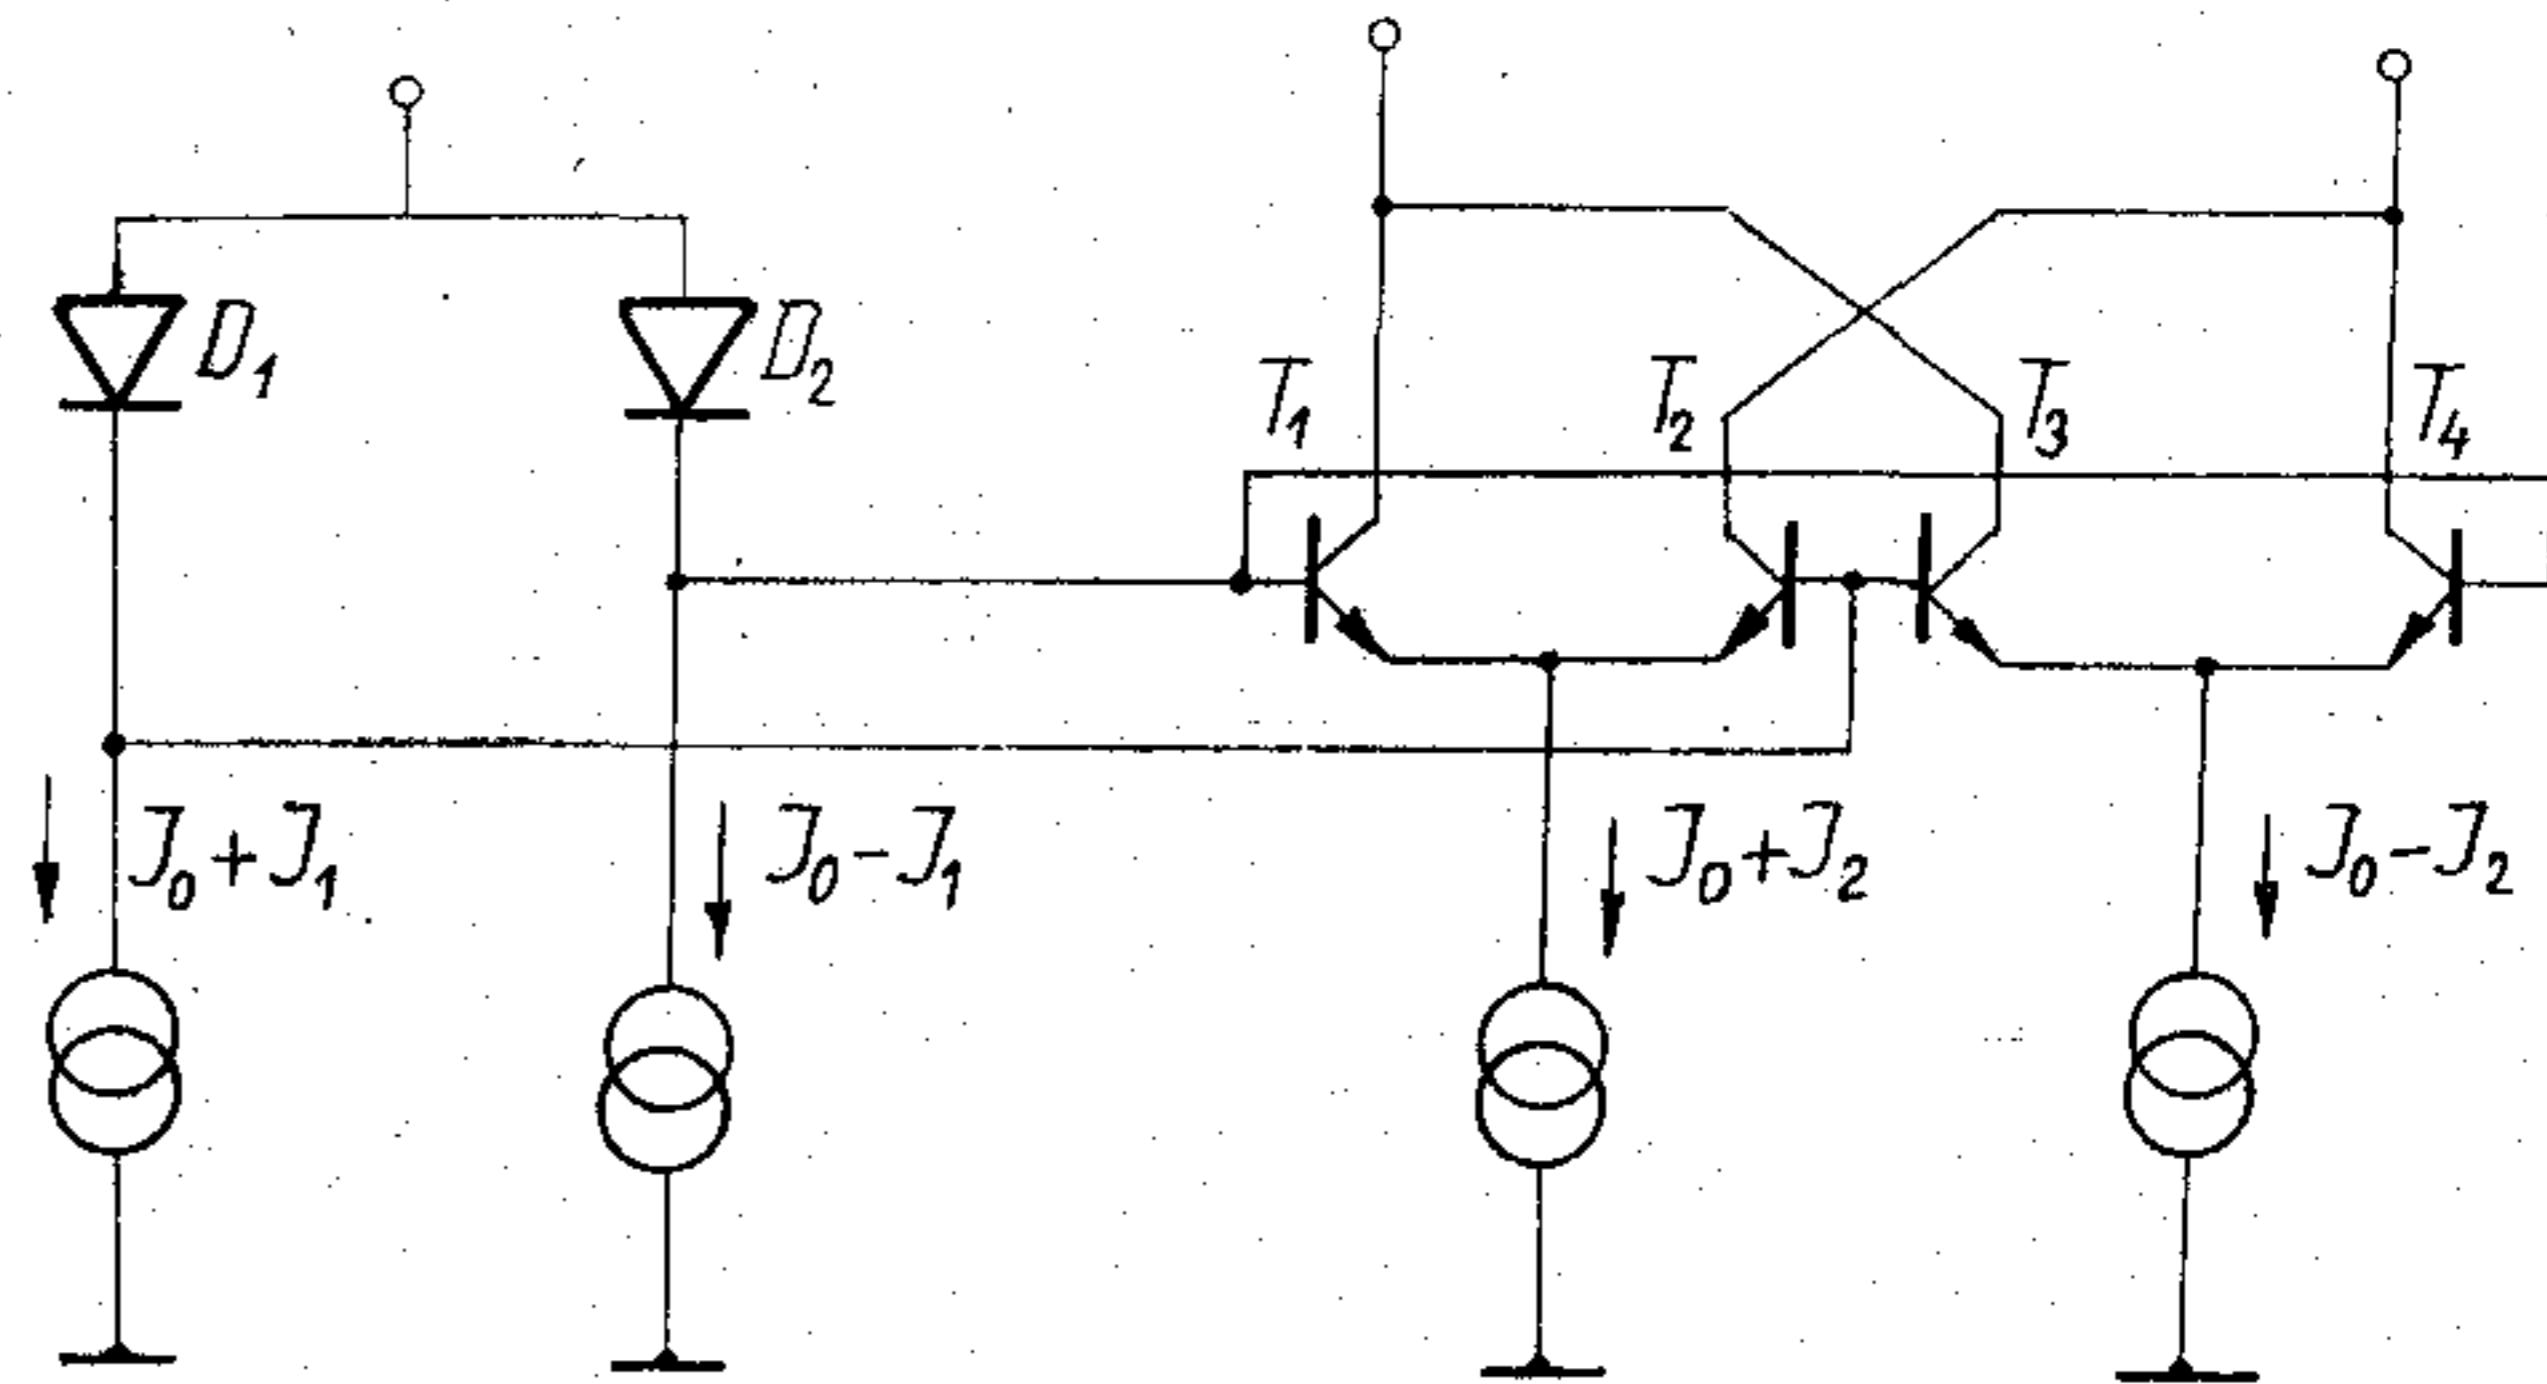 D₁
D₂
T₁
T₂
T₃
T₄
J₀+J₁
J₀-J₁
J₀+J₂
J₀-J₂